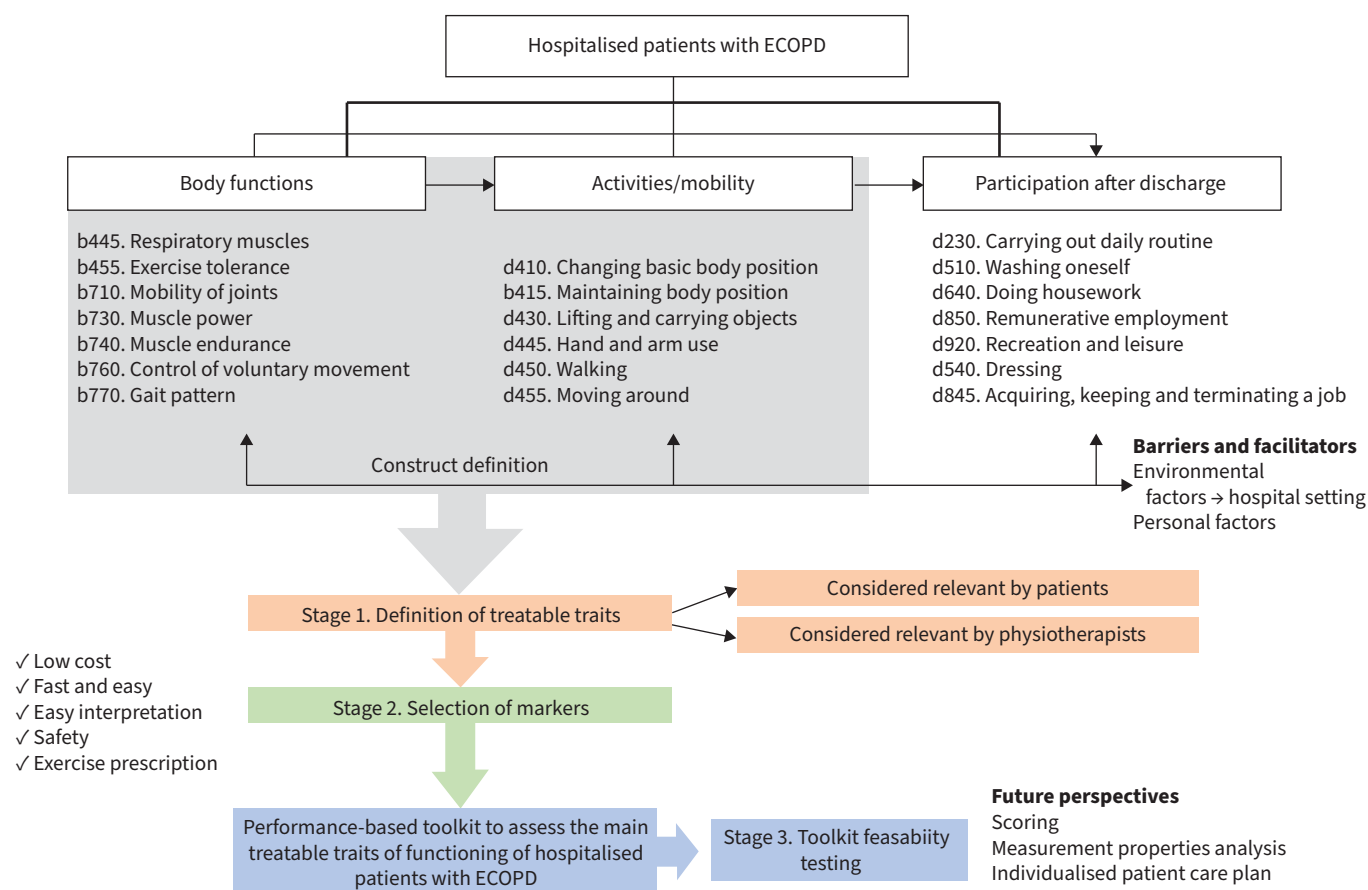 Hospitalised patients with ECOPD
Body functions
Activities/mobility
Participation after discharge
b445. Respiratory muscles
b455. Exercise tolerance
b710. Mobility of joints
b730. Muscle power
b740. Muscle endurance
b760. Control of voluntary movement
b770. Gait pattern
d410. Changing basic body position
b415. Maintaining body position
d430. Lifting and carrying objects
d445. Hand and arm use
d450. Walking
d455. Moving around
d230. Carrying out daily routine
d510. Washing oneself
d640. Doing housework
d850. Remunerative employment
d920. Recreation and leisure
d540. Dressing
d845. Acquiring, keeping and terminating a job
Construct definition
Barriers and facilitators
Environmental
factors → hospital setting
Personal factors
Stage 1. Definition of treatable traits
Considered relevant by patients
Considered relevant by physiotherapists
✓ Low cost
✓ Fast and easy
✓ Easy interpretation
✓ Safety
✓ Exercise prescription
Stage 2. Selection of markers
Performance-based toolkit to assess the main
treatable traits of functioning of hospitalised
patients with ECOPD
Stage 3. Toolkit feasabiity
testing
Future perspectives
Scoring
Measurement properties analysis
Individualised patient care plan